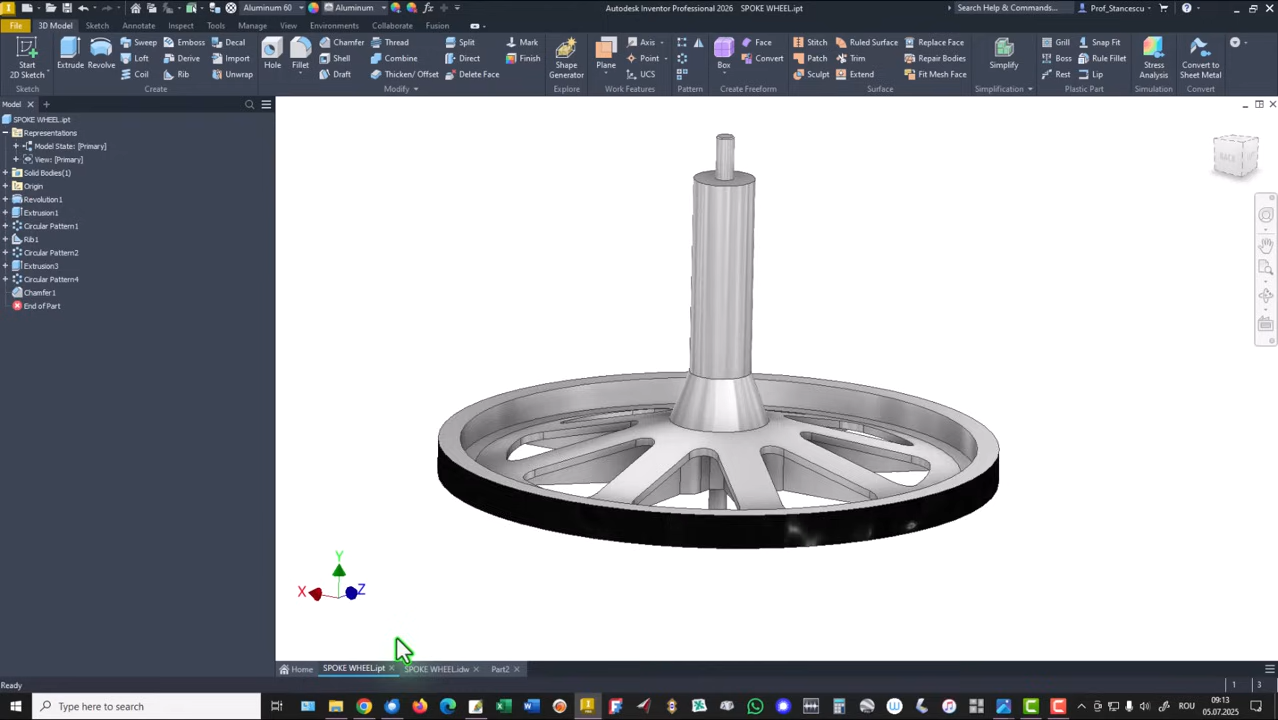 Aluminum 60
Aluminum
fx
Autodesk Inventor Professional 2026 SPOKE WHEEL.ipt
Search Help & Commands...
Prof_Stancescu
File 3D Model Sketch Annotate Inspect Tools Manage View Environments Collaborate Fusion
Start
2D Sketch
Sketch
Extrude
Revolve
Sweep
Loft
Coil
Emboss
Derive
Rib
Decal
Import
Unwrap
Create
Hole
Fillet
Chamfer
Shell
Draft
Thread
Combine
Thicken/ Offset
Split
Direct
Delete Face
Mark
Finish
Modify
Shape
Generator
Explore
Plane
Axis
Point
UCS
Work Features
Pattern
Box
Face
Convert
Create Freeform
Stitch
Patch
Sculpt
Ruled Surface
Trim
Extend
Replace Face
Repair Bodies
Fit Mesh Face
Surface
Simplify
Simplification
Grill
Boss
Rest
Snap Fit
Rule Fillet
Lip
Plastic Part
Stress
Analysis
Simulation
Convert to
Sheet Metal
Convert
Model
SPOKE WHEEL.ipt
Representations
Model State: [Primary]
View: [Primary]
Solid Bodies(1)
Origin
Revolution1
Extrusion1
Circular Pattern1
Rib1
Circular Pattern2
Extrusion3
Circular Pattern4
Chamfer1
End of Part
BACK
Y
X
Z
Home
SPOKE WHEEL.ipt
SPOKE WHEEL.idw
Part2
Ready
1
3
Type here to search
ROU
09:13
05.07.2025